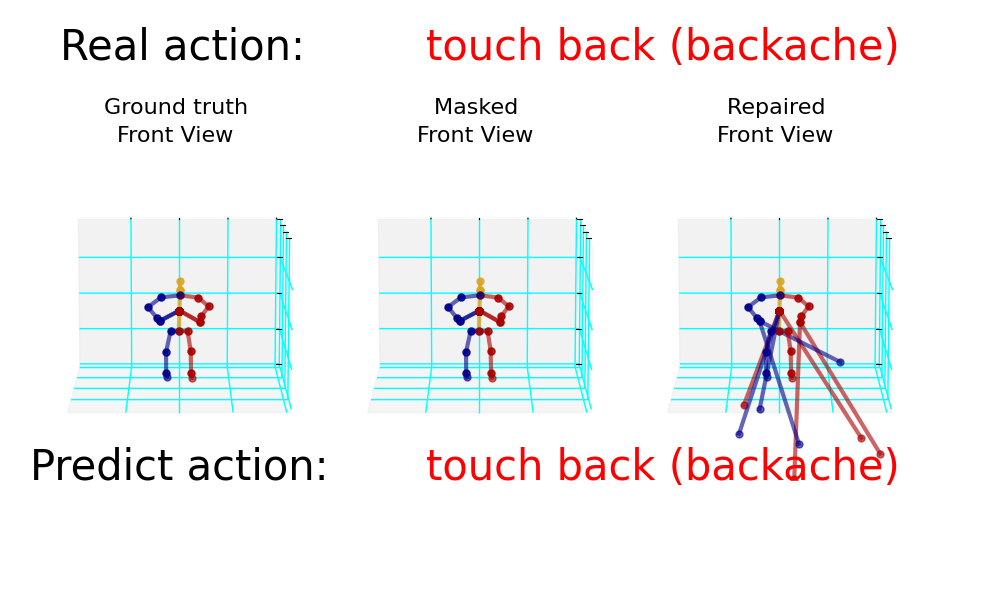 Real action: touch back (backache)
Ground truth Masked Repaired
Front View Front View Front View
Predict action: touch back (backache)